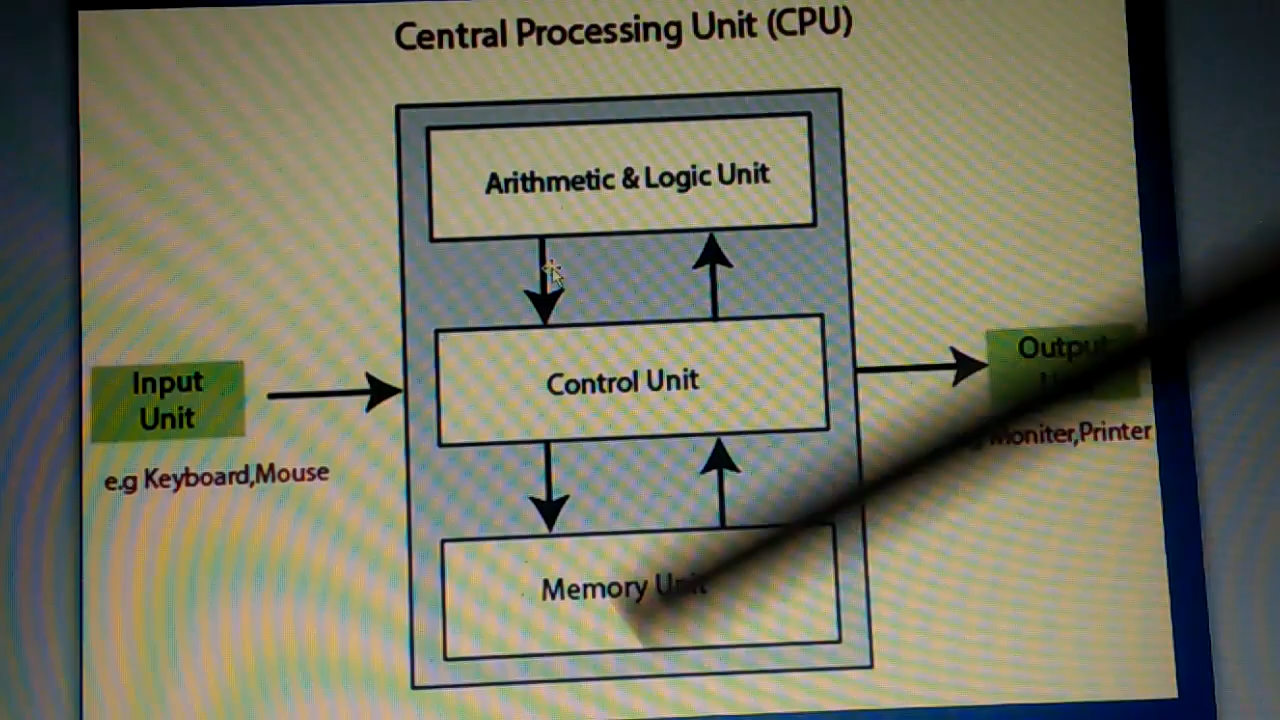 Central Processing Unit (CPU)
Arithmetic & Logic Unit
Control Unit
Input
Unit
e.g Keyboard,Mouse
Output
Moniter,Printer
Memory Unit